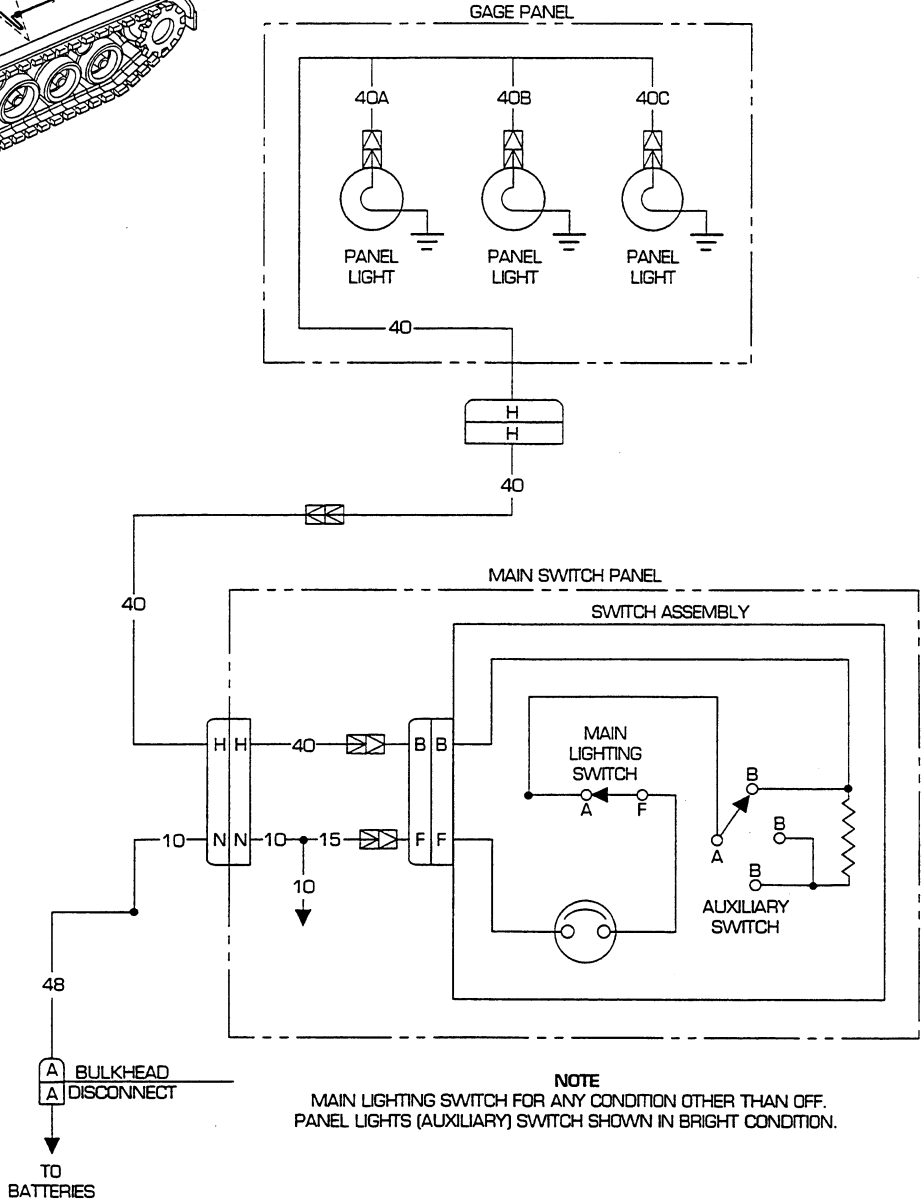 GAGE PANEL
40A
40B
40C
PANEL
LIGHT
PANEL
LIGHT
PANEL
LIGHT
40
H
H
40
40
MAIN SWITCH PANEL
SWITCH ASSEMBLY
MAIN
LIGHTING
SWITCH
H H
40
B B
A
F
B
B
B
A
10
N N
10
15
F F
10
AUXILIARY
SWITCH
48
A
A
BULKHEAD
DISCONNECT
TO
BATTERIES
NOTE
MAIN LIGHTING SWITCH FOR ANY CONDITION OTHER THAN OFF.
PANEL LIGHTS (AUXILIARY) SWITCH SHOWN IN BRIGHT CONDITION.